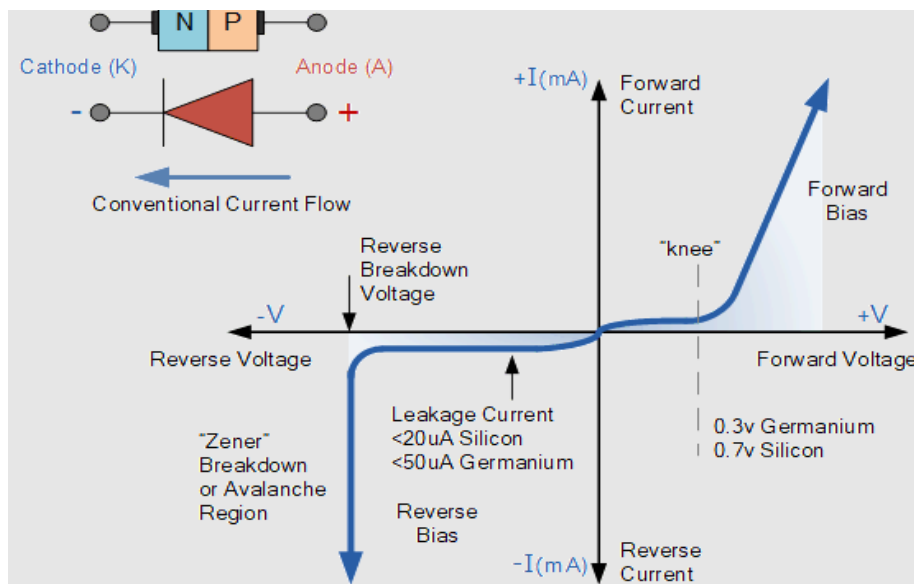 N P
Cathode (K)
Anode (A)
- +
Conventional Current Flow
+I(mA)
Forward
Current
Forward
Bias
"knee"
Reverse
Breakdown
Voltage
-V
+V
Reverse Voltage
Forward Voltage
Leakage Current
<20uA Silicon
<50uA Germanium
0.3v Germanium
0.7v Silicon
"Zener"
Breakdown
or Avalanche
Region
Reverse
Bias
-I(mA)
Reverse
Current